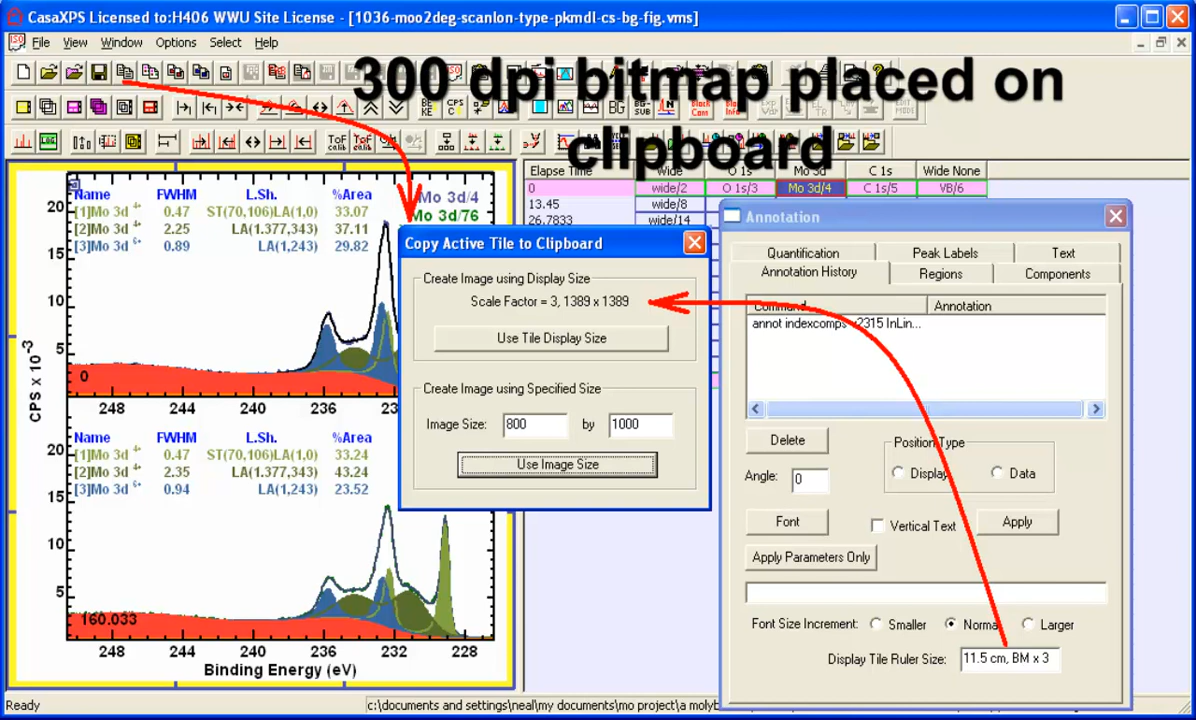 CasaXPS Licensed to:H406 WWU Site License - [1036-moo2deg-scanlon-type-pkmdl-cs-bg-fig.vms]
File View Window Options Select Help
300 dpi bitmap placed on
clipboard
Name FWHM L.Sh. %Area
[1]Mo 3d 4+ 0.47 ST(70,106)LA(1,0) 33.07
[2]Mo 3d 4+ 2.25 LA(1.377,343) 37.11
[3]Mo 3d 6+ 0.89 LA(1,243) 29.82
Mo 3d/4
Mo 3d/76
20
15
10
5
0
248 244 240 236
CPS x 10⁻³
Name FWHM L.Sh. %Area
[1]Mo 3d 4+ 0.47 ST(70,106)LA(1,0) 33.24
[2]Mo 3d 4+ 2.35 LA(1.377,343) 43.24
[3]Mo 3d 6+ 0.94 LA(1,243) 23.52
20
15
10
5
160.033
248 244 240 236 232 228
Binding Energy (eV)
Elapse Time Wide O 1s Mo 3d C 1s Wide None
0 wide/2 O 1s/3 Mo 3d/4 C 1s/5 VB/6
13.45 wide/8
26.7833 wide/14
Copy Active Tile to Clipboard
Create Image using Display Size
Scale Factor = 3, 1389 x 1389
Use Tile Display Size
Create Image using Specified Size
Image Size: 800 by 1000
Use Image Size
Annotation
Quantification Peak Labels Text
Annotation History Regions Components
Command Annotation
annot indexcomps r2315 InLin...
Delete
Position Type
Display Data
Angle: 0
Font
Vertical Text
Apply
Apply Parameters Only
Font Size Increment: Smaller Normal Larger
Display Tile Ruler Size: 11.5 cm, BM x 3
Ready
c:\documents and settings\neal\my documents\mo project\a molyb